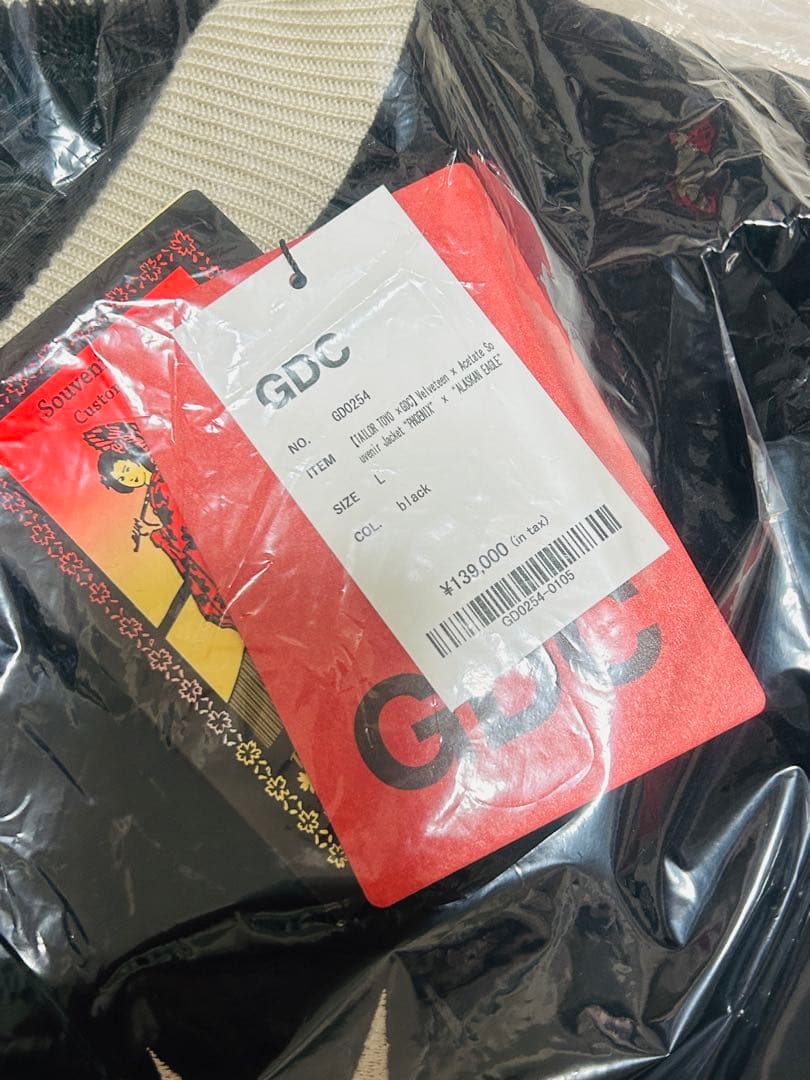 Souven
Custo
GDC
NO. GD0254
ITEM 【TAILOR TOYO ×GDC】Velveteen × Acetate So
uvenir Jacket "PHOENIX" × "ALASKAN EAGLE"
SIZE L
COL. black
¥139,000 (in tax)
GD0254-0105
GDC